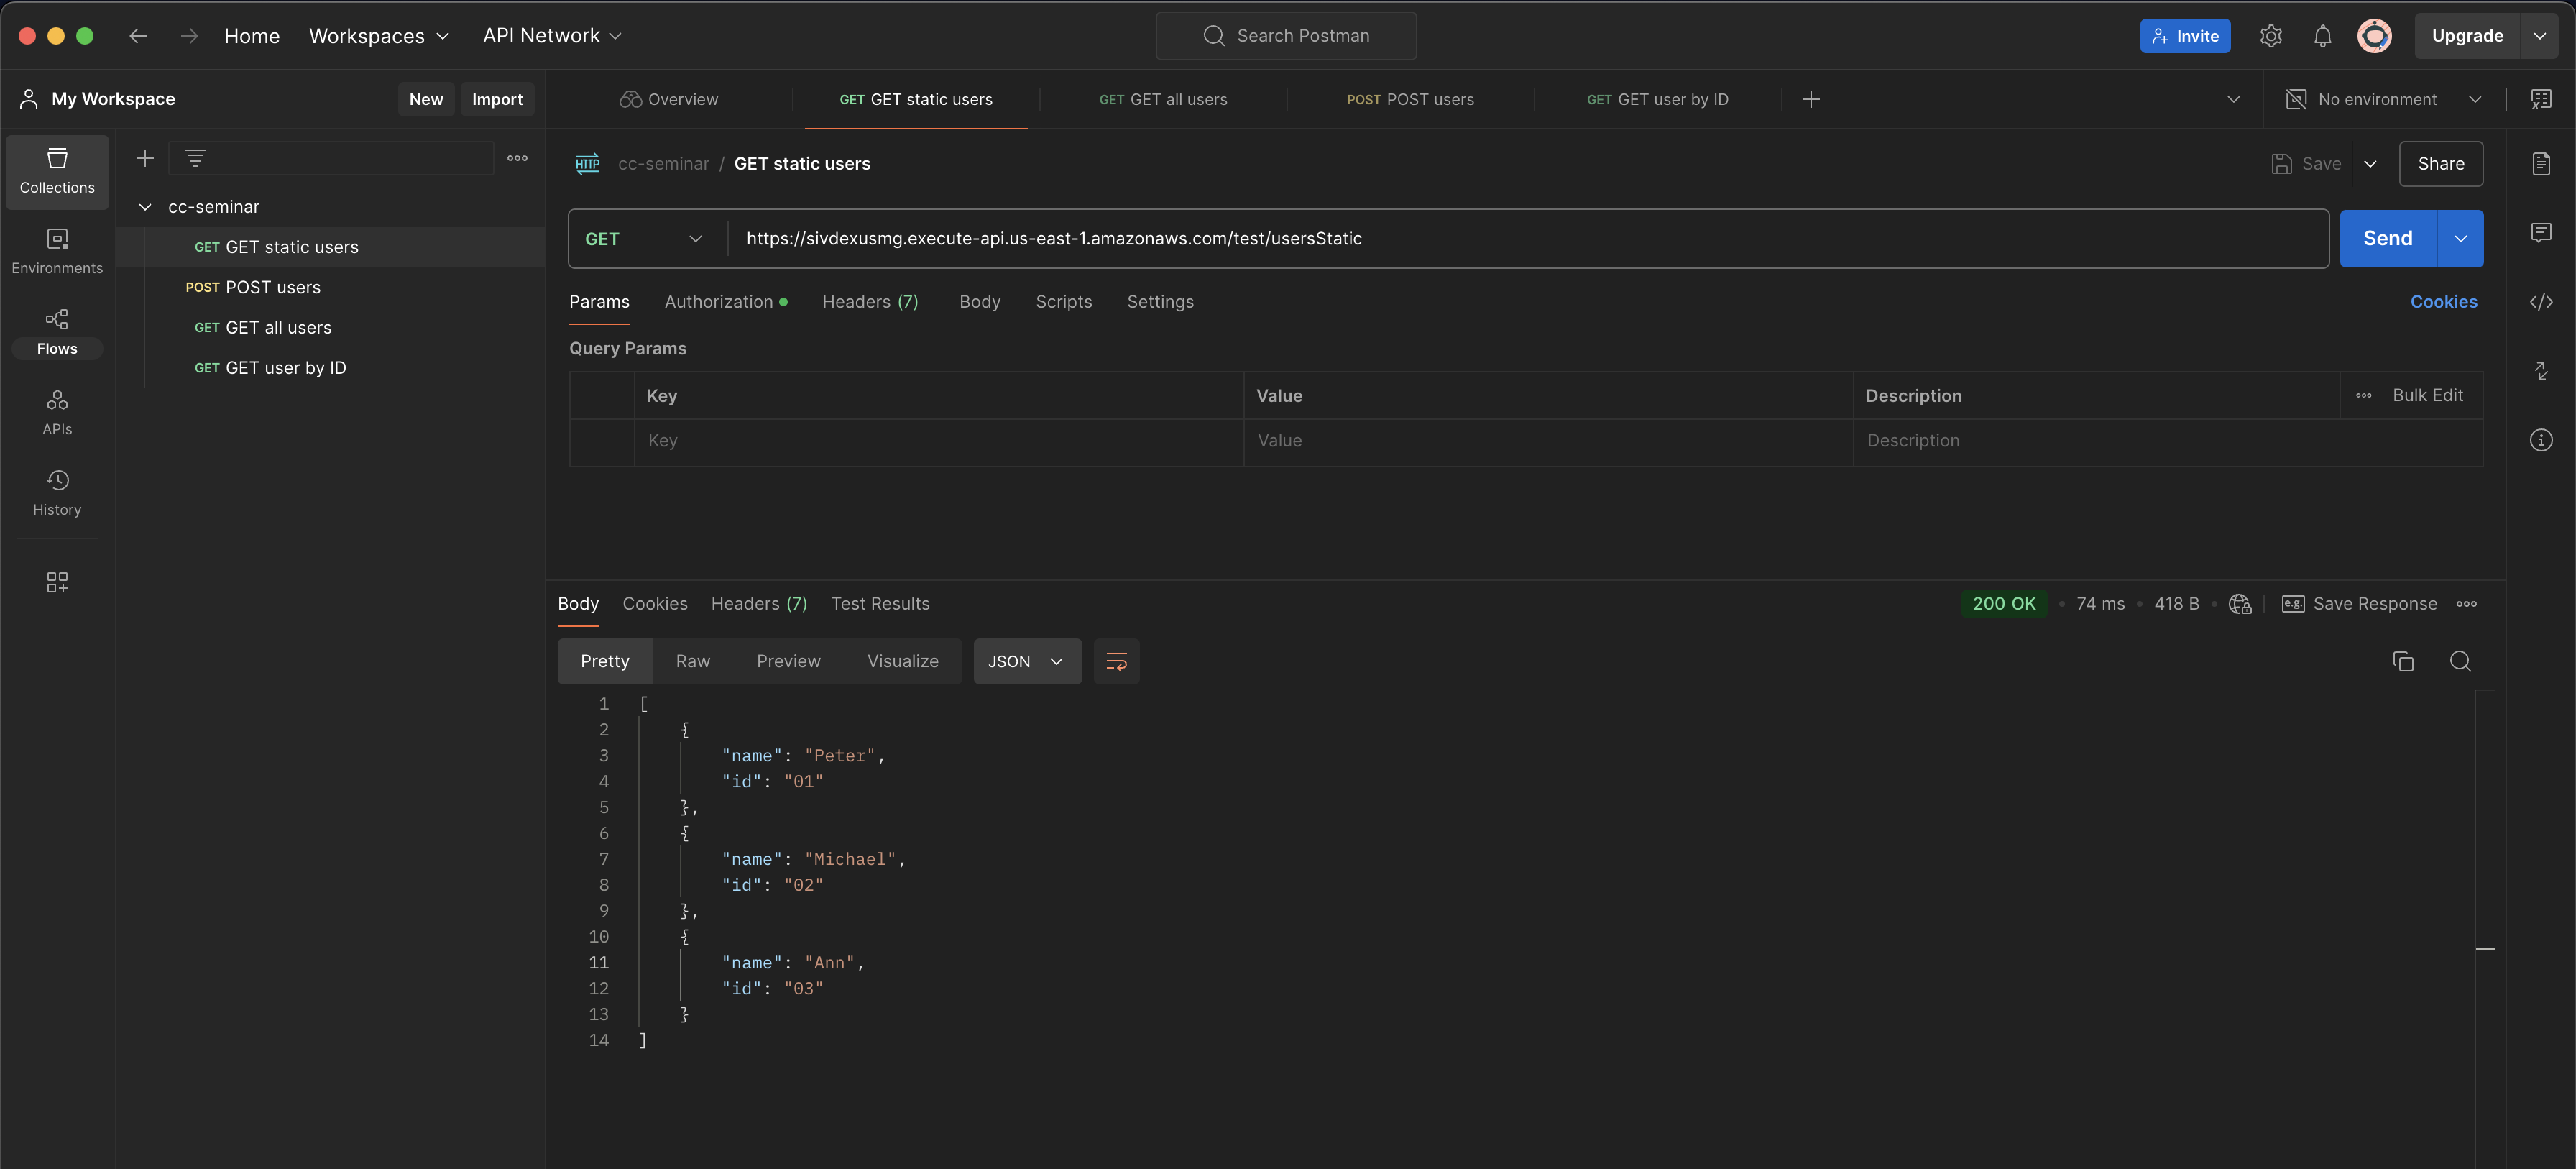 Home Workspaces API Network Search Postman Invite Upgrade
My Workspace New Import Overview GET GET static users GET GET all users POST POST users GET GET user by ID No environment
Collections
Environments
Flows
APIs
History
cc-seminar
GET GET static users
POST POST users
GET GET all users
GET GET user by ID
HTTP cc-seminar / GET static users Save Share
GET https://sivdexusmg.execute-api.us-east-1.amazonaws.com/test/usersStatic Send
Params Authorization Headers (7) Body Scripts Settings Cookies
Query Params
Key Value Description Bulk Edit
Key Value Description
Body Cookies Headers (7) Test Results 200 OK 74 ms 418 B e.g. Save Response
Pretty Raw Preview Visualize JSON
1 [
2 {
3 "name": "Peter",
4 "id": "01"
5 },
6 {
7 "name": "Michael",
8 "id": "02"
9 },
10 {
11 "name": "Ann",
12 "id": "03"
13 }
14 ]